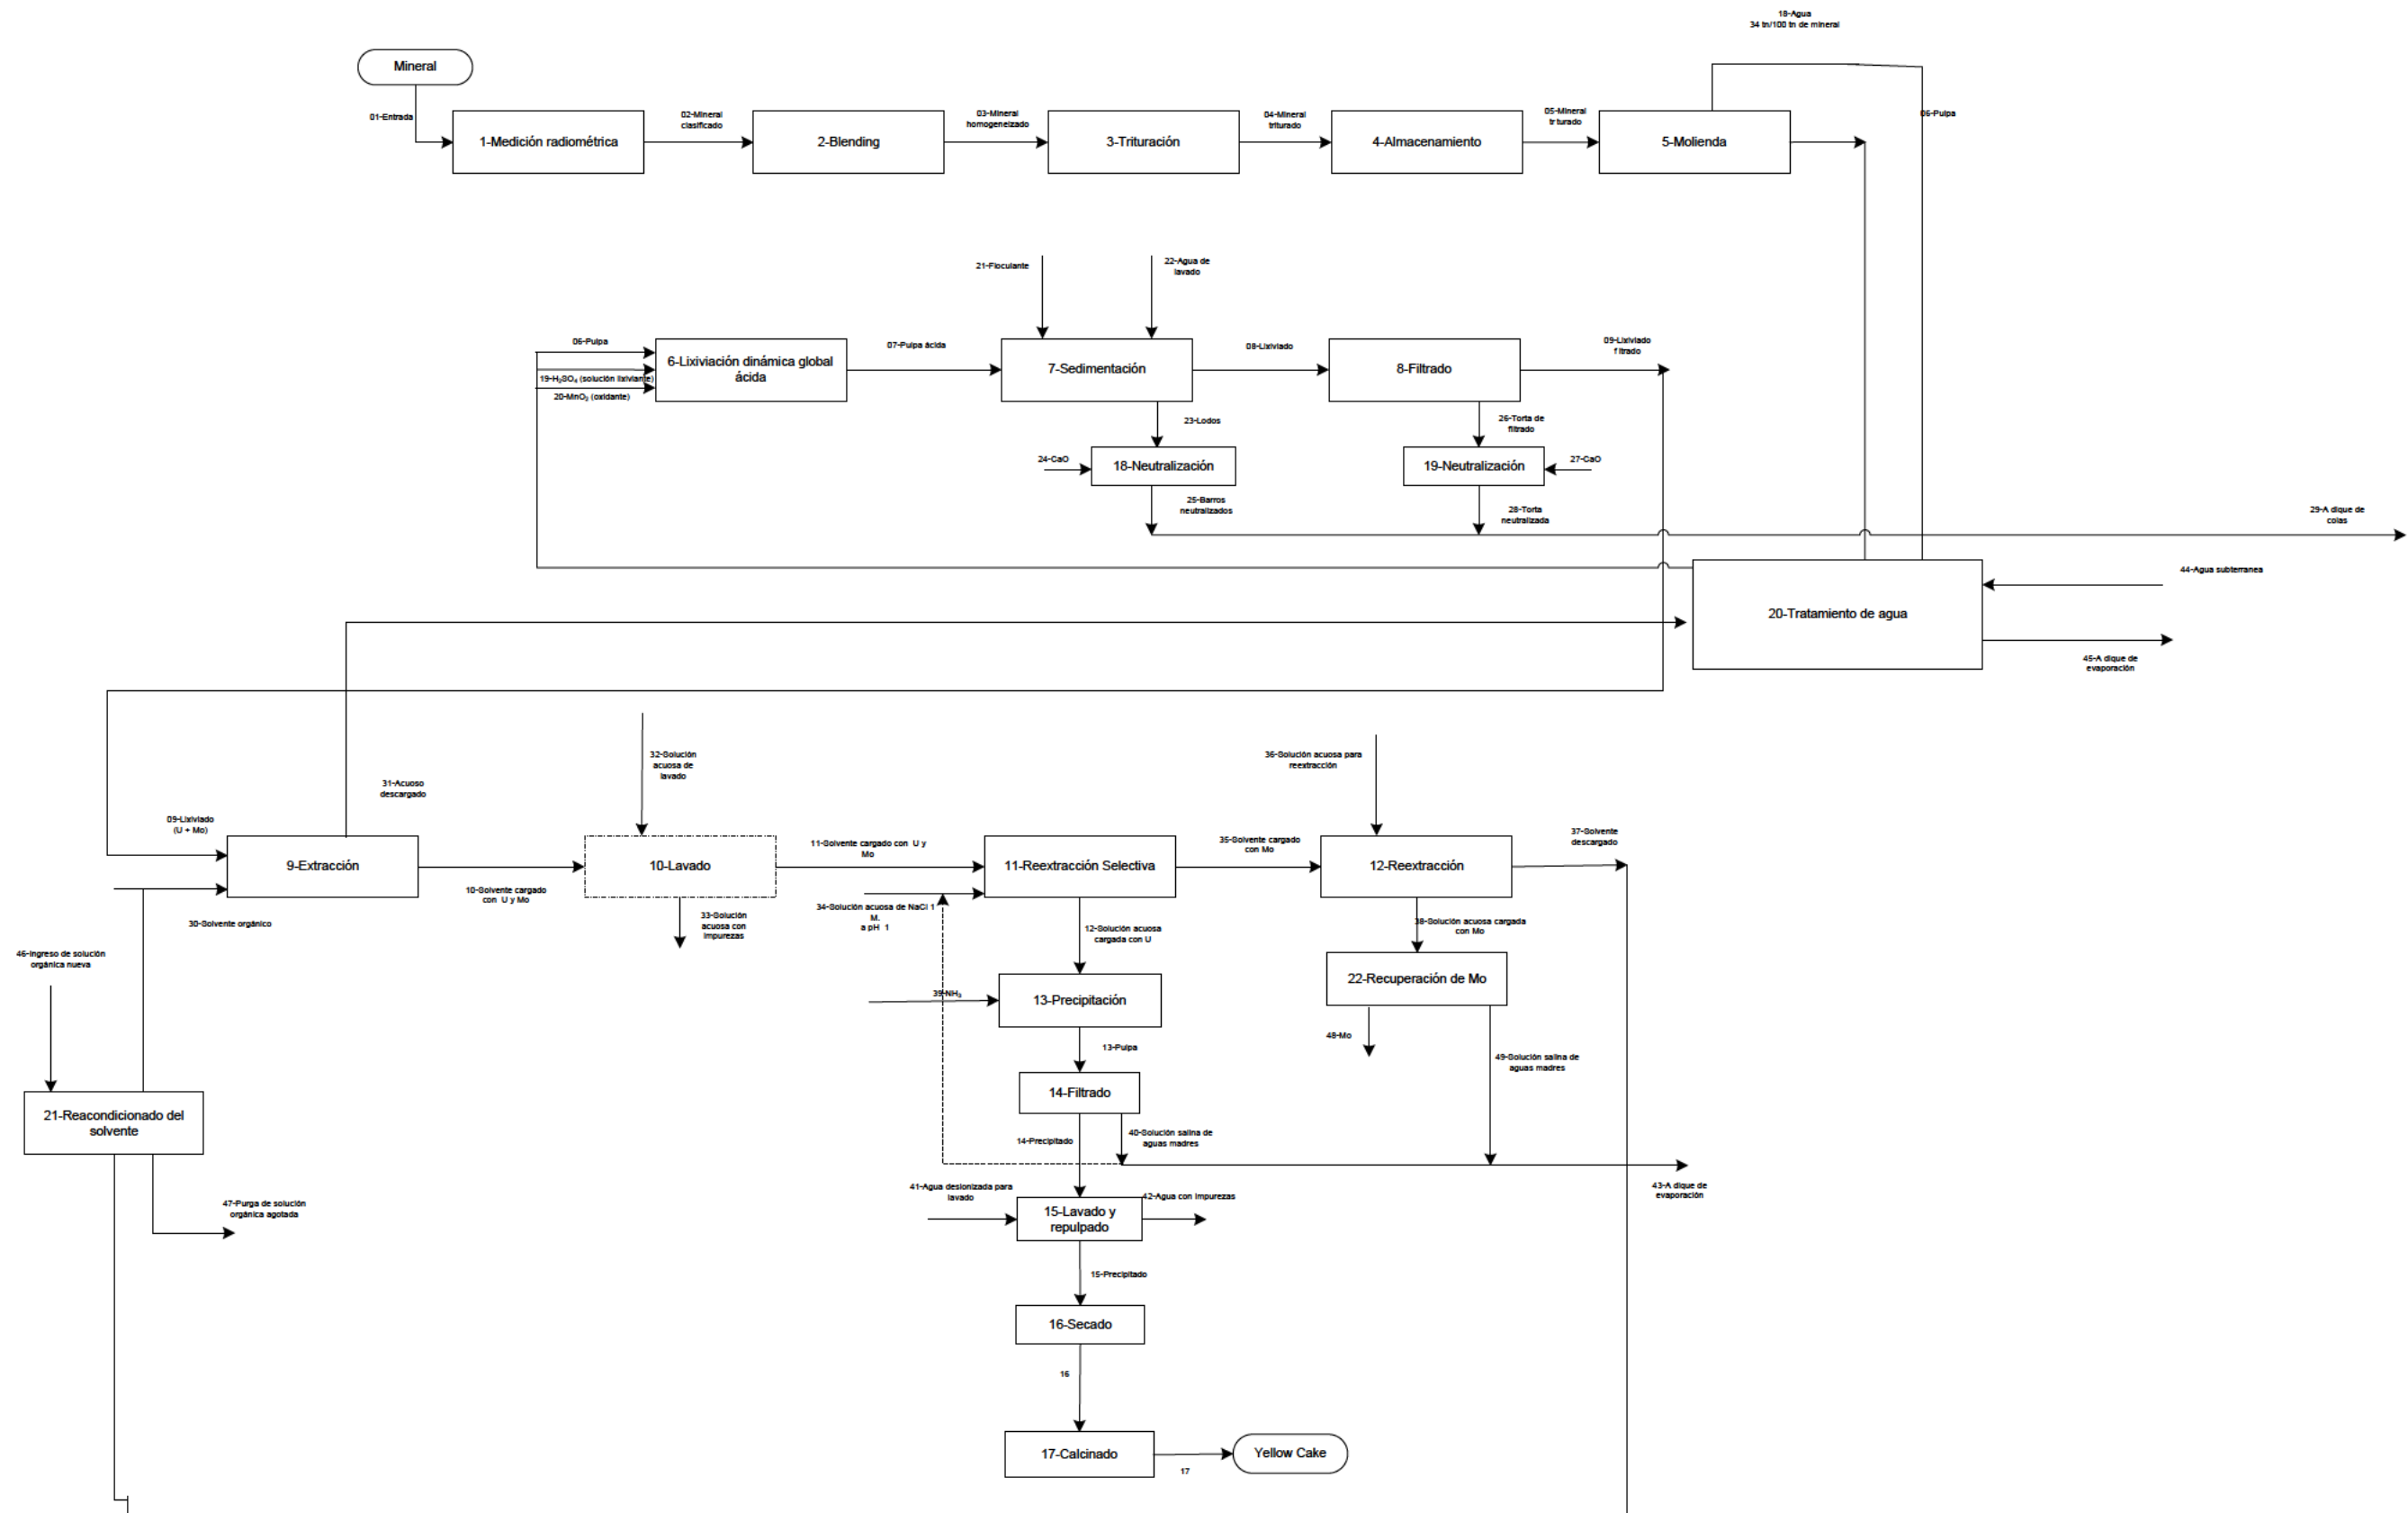 18-Agua
34 tn/100 tn de mineral
Mineral
01-Entrada
02-Mineral
clasificado
03-Mineral
homogeneizado
04-Mineral
triturado
05-Mineral
triturado
06-Pulpa
1-Medición radiométrica
2-Blending
3-Trituración
4-Almacenamiento
5-Molienda
21-Floculante
22-Agua de
lavado
06-Pulpa
19-H₂SO₄ (solución lixiviante)
20-MnO₂ (oxidante)
6-Lixiviación dinámica global
ácida
07-Pulpa ácida
7-Sedimentación
08-Lixiviado
8-Filtrado
09-Lixiviado
filtrado
23-Lodos
26-Torta de
filtrado
24-CaO
18-Neutralización
19-Neutralización
27-CaO
25-Barros
neutralizados
28-Torta
neutralizada
29-A dique de
colas
44-Agua subterranea
20-Tratamiento de agua
45-A dique de
evaporación
32-Solución
acuosa de
lavado
36-Solución acuosa para
reextracción
31-Acuoso
descargado
09-Lixiviado
(U + Mo)
9-Extracción
10-Solvente cargado
con U y Mo
10-Lavado
11-Solvente cargado con U y
Mo
11-Reextracción Selectiva
35-Solvente cargado
con Mo
12-Reextracción
37-Solvente
descargado
30-Solvente orgánico
33-Solución
acuosa con
impurezas
34-Solución acuosa de NaCl 1
M.
a pH 1
12-Solución acuosa
cargada con U
38-Solución acuosa cargada
con Mo
46-Ingreso de solución
orgánica nueva
39-NH₃
13-Precipitación
22-Recuperación de Mo
13-Pulpa
48-Mo
49-Solución salina de
aguas madres
21-Reacondicionado del
solvente
14-Filtrado
14-Precipitado
40-Solución salina de
aguas madres
47-Purga de solución
orgánica agotada
41-Agua desionizada para
lavado
42-Agua con impurezas
43-A dique de
evaporación
15-Lavado y
repulpado
15-Precipitado
16-Secado
16
17-Calcinado
17
Yellow Cake